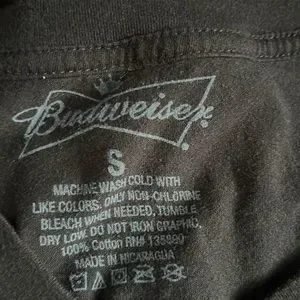 Budweiser
S
MACHINE WASH COLD WITH
LIKE COLORS. ONLY NON-CHLORINE
BLEACH WHEN NEEDED. TUMBLE
DRY LOW. DO NOT IRON GRAPHIC.
100% Cotton RN#
MADE IN NICARAGUA